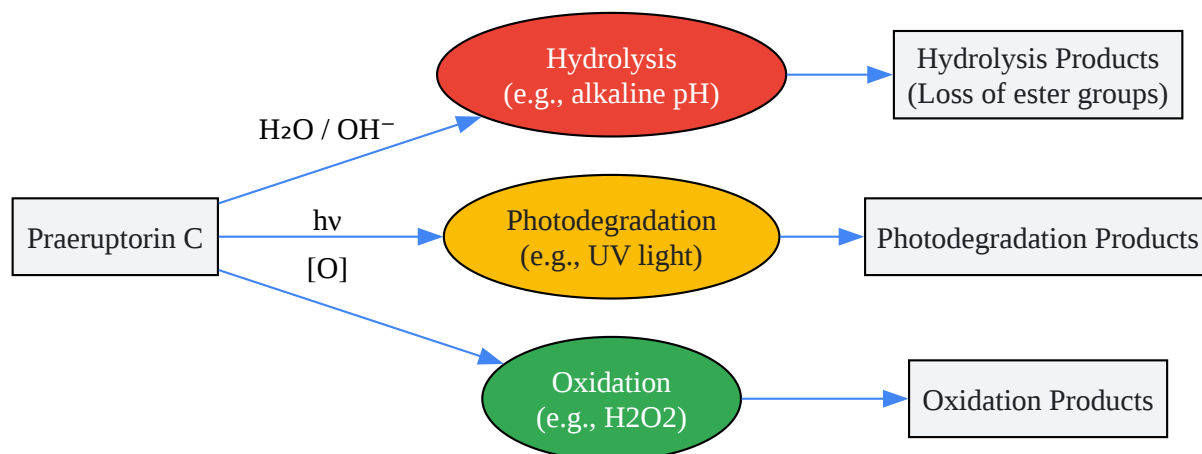 Hydrolysis
(e.g., alkaline pH)
Hydrolysis Products
(Loss of ester groups)
H₂O / OH⁻
Praeruptorin C
hν
Photodegradation
(e.g., UV light)
Photodegradation Products
[O]
Oxidation
(e.g., H2O2)
Oxidation Products